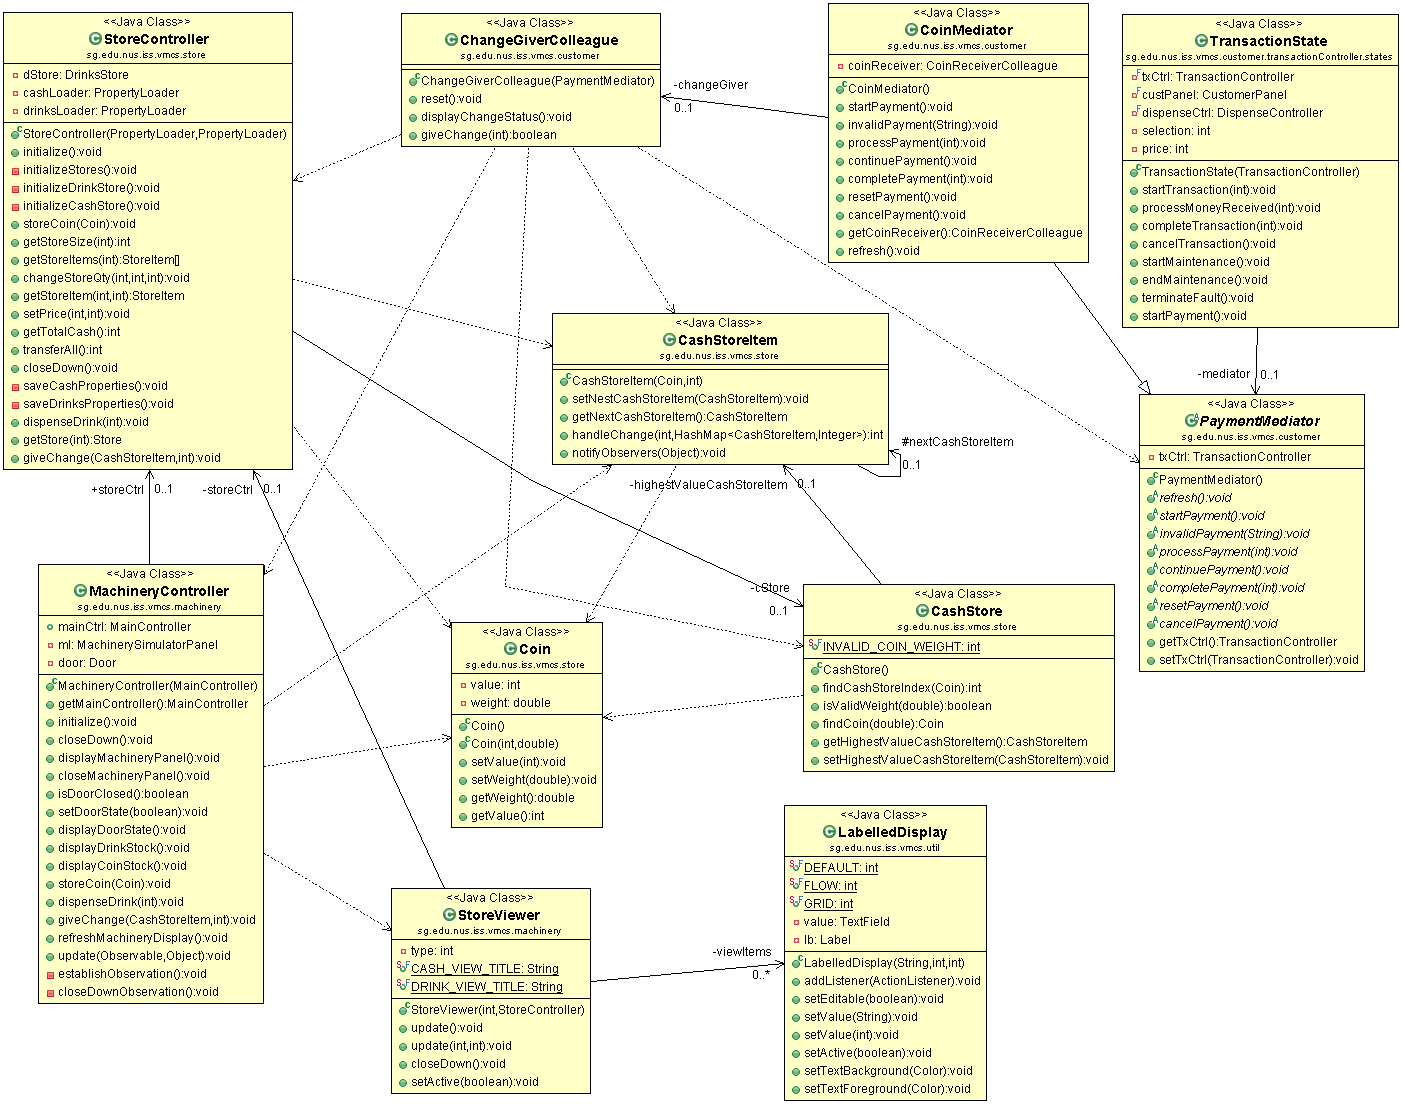 <<Java Class>>
StoreController
sg.edu.nus.iss.vmcs.store
dStore: DrinksStore
cashLoader: PropertyLoader
drinksLoader: PropertyLoader
StoreController(PropertyLoader,PropertyLoader)
initialize():void
initializeStores():void
initializeDrinkStore():void
initializeCashStore():void
storeCoin(Coin):void
getStoreSize(int):int
getStoreItems(int):StoreItem[]
changeStoreQty(int,int,int):void
getStoreItem(int,int):StoreItem
setPrice(int,int):void
getTotalCash():int
transferAll():int
closeDown():void
saveCashProperties():void
saveDrinksProperties():void
dispenseDrink(int):void
getStore(int):Store
giveChange(CashStoreItem,int):void
<<Java Class>>
ChangeGiverColleague
sg.edu.nus.iss.vmcs.customer
ChangeGiverColleague(PaymentMediator)
reset():void
displayChangeStatus():void
giveChange(int):boolean
-changeGiver
0..1
<<Java Class>>
CoinMediator
sg.edu.nus.iss.vmcs.customer
coinReceiver: CoinReceiverColleague
CoinMediator()
startPayment():void
invalidPayment(String):void
processPayment(int):void
continuePayment():void
completePayment(int):void
resetPayment():void
cancelPayment():void
getCoinReceiver():CoinReceiverColleague
refresh():void
<<Java Class>>
TransactionState
sg.edu.nus.iss.vmcs.customer.transactionController.states
txCtrl: TransactionController
custPanel: CustomerPanel
dispenseCtrl: DispenseController
selection: int
price: int
TransactionState(TransactionController)
startTransaction(int):void
processMoneyReceived(int):void
completeTransaction(int):void
cancelTransaction():void
startMaintenance():void
endMaintenance():void
terminateFault():void
startPayment():void
-mediator
0..1
<<Java Class>>
CashStoreItem
sg.edu.nus.iss.vmcs.store
CashStoreItem(Coin,int)
setNestCashStoreItem(CashStoreItem):void
getNextCashStoreItem():CashStoreItem
handleChange(int,HashMap<CashStoreItem,Integer>):int
notifyObservers(Object):void
#nextCashStoreItem
0..1
-highestValueCashStoreItem
0..1
<<Java Class>>
PaymentMediator
sg.edu.nus.iss.vmcs.customer
txCtrl: TransactionController
PaymentMediator()
refresh():void
startPayment():void
invalidPayment(String):void
processPayment(int):void
continuePayment():void
completePayment(int):void
resetPayment():void
cancelPayment():void
getTxCtrl():TransactionController
setTxCtrl(TransactionController):void
+storeCtrl
0..1
-storeCtrl
0..1
<<Java Class>>
MachineryController
sg.edu.nus.iss.vmcs.machinery
mainCtrl: MainController
ml: MachinerySimulatorPanel
door: Door
MachineryController(MainController)
getMainController():MainController
initialize():void
closeDown():void
displayMachineryPanel():void
closeMachineryPanel():void
isDoorClosed():boolean
setDoorState(boolean):void
displayDoorState():void
displayDrinkStock():void
displayCoinStock():void
storeCoin(Coin):void
dispenseDrink(int):void
giveChange(CashStoreItem,int):void
refreshMachineryDisplay():void
update(Observable,Object):void
establishObservation():void
closeDownObservation():void
<<Java Class>>
Coin
sg.edu.nus.iss.vmcs.store
value: int
weight: double
Coin()
Coin(int,double)
setValue(int):void
setWeight(double):void
getWeight():double
getValue():int
-cStore
0..1
<<Java Class>>
CashStore
sg.edu.nus.iss.vmcs.store
INVALID_COIN_WEIGHT: int
CashStore()
findCashStoreIndex(Coin):int
isValidWeight(double):boolean
findCoin(double):Coin
getHighestValueCashStoreItem():CashStoreItem
setHighestValueCashStoreItem(CashStoreItem):void
<<Java Class>>
StoreViewer
sg.edu.nus.iss.vmcs.machinery
type: int
CASH_VIEW_TITLE: String
DRINK_VIEW_TITLE: String
StoreViewer(int,StoreController)
update():void
update(int,int):void
closeDown():void
setActive(boolean):void
-viewItems
0..*
<<Java Class>>
LabelledDisplay
sg.edu.nus.iss.vmcs.util
DEFAULT: int
FLOW: int
GRID: int
value: TextField
lb: Label
LabelledDisplay(String,int,int)
addListener(ActionListener):void
setEditable(boolean):void
setValue(String):void
setValue(int):void
setActive(boolean):void
setTextBackground(Color):void
setTextForeground(Color):void